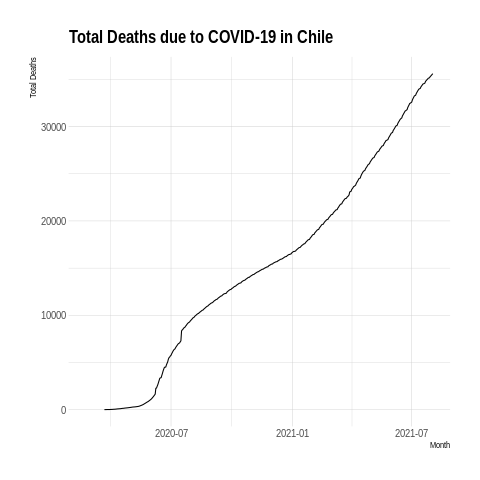 Total Deaths due to COVID-19 in Chile
Total Deaths
30000
20000
10000
0
2020-07 2021-01 2021-07
Month